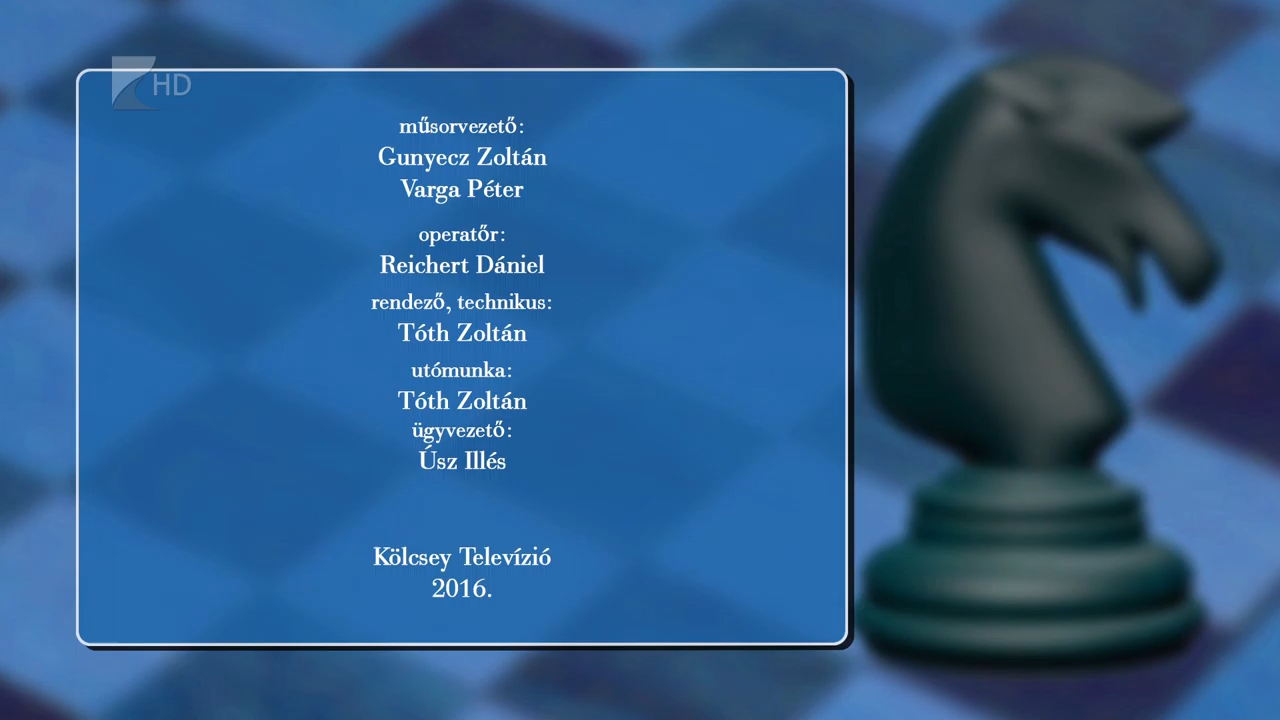 HD
műsorvezető:
Gunyecz Zoltán
Varga Péter
operatőr:
Reichert Dániel
rendező, technikus:
Tóth Zoltán
utómunka:
Tóth Zoltán
ügyvezető:
Úsz Illés
Kölcsey Televízió
2016.